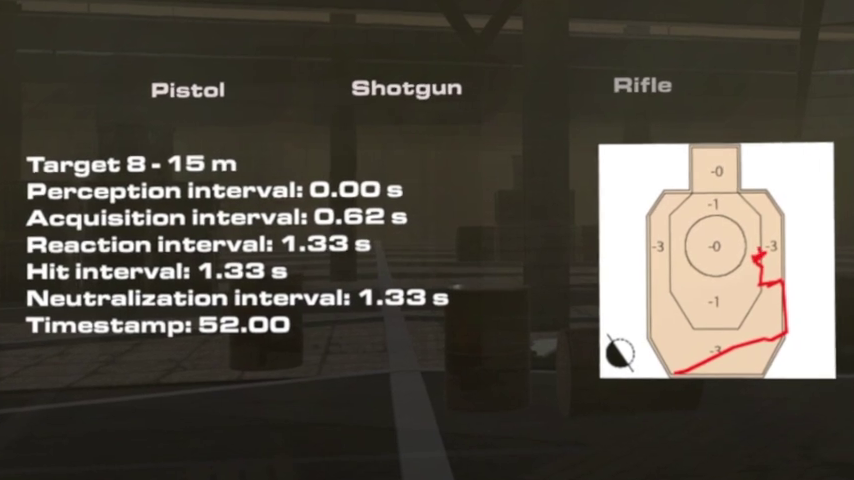 Pistol Shotgun Rifle
Target 8 - 15 m
Perception interval: 0.00 s
Acquisition interval: 0.62 s
Reaction interval: 1.33 s
Hit interval: 1.33 s
Neutralization interval: 1.33 s
Timestamp: 52.00
-0
-1
-3 -0 -3
-1
-3